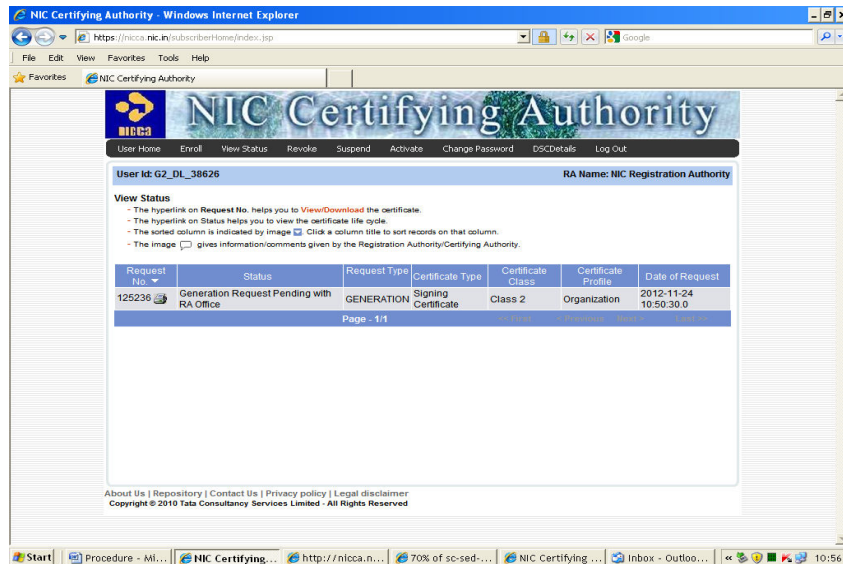 NIC Certifying Authority - Windows Internet Explorer
https://nicca.nic.in/subscriberHome/index.jsp
Google
File Edit View Favorites Tools Help
Favorites NIC Certifying Authority
nicca
NIC Certifying Authority
User Home Enroll View Status Revoke Suspend Activate Change Password DSCDetails Log Out
User Id: G2_DL_38626 RA Name: NIC Registration Authority
View Status
- The hyperlink on Request No. helps you to View/Download the certificate.
- The hyperlink on Status helps you to view the certificate life cycle.
- The sorted column is indicated by image Click a column title to sort records on that column.
- The image gives information/comments given by the Registration Authority/Certifying Authority.
Request No. Status Request Type Certificate Type Certificate Class Certificate Profile Date of Request
125236 Generation Request Pending with RA Office GENERATION Signing Certificate Class 2 Organization 2012-11-24 10:50:30.0
Page - 1/1 << First < Previous Next > Last >>
About Us | Repository | Contact Us | Privacy policy | Legal disclaimer
Copyright © 2010 Tata Consultancy Services Limited - All Rights Reserved
Start Procedure - Mi... NIC Certifying... http://nicca.n... 70% of sc-sed-... NIC Certifying ... Inbox - Outloo... 10:56